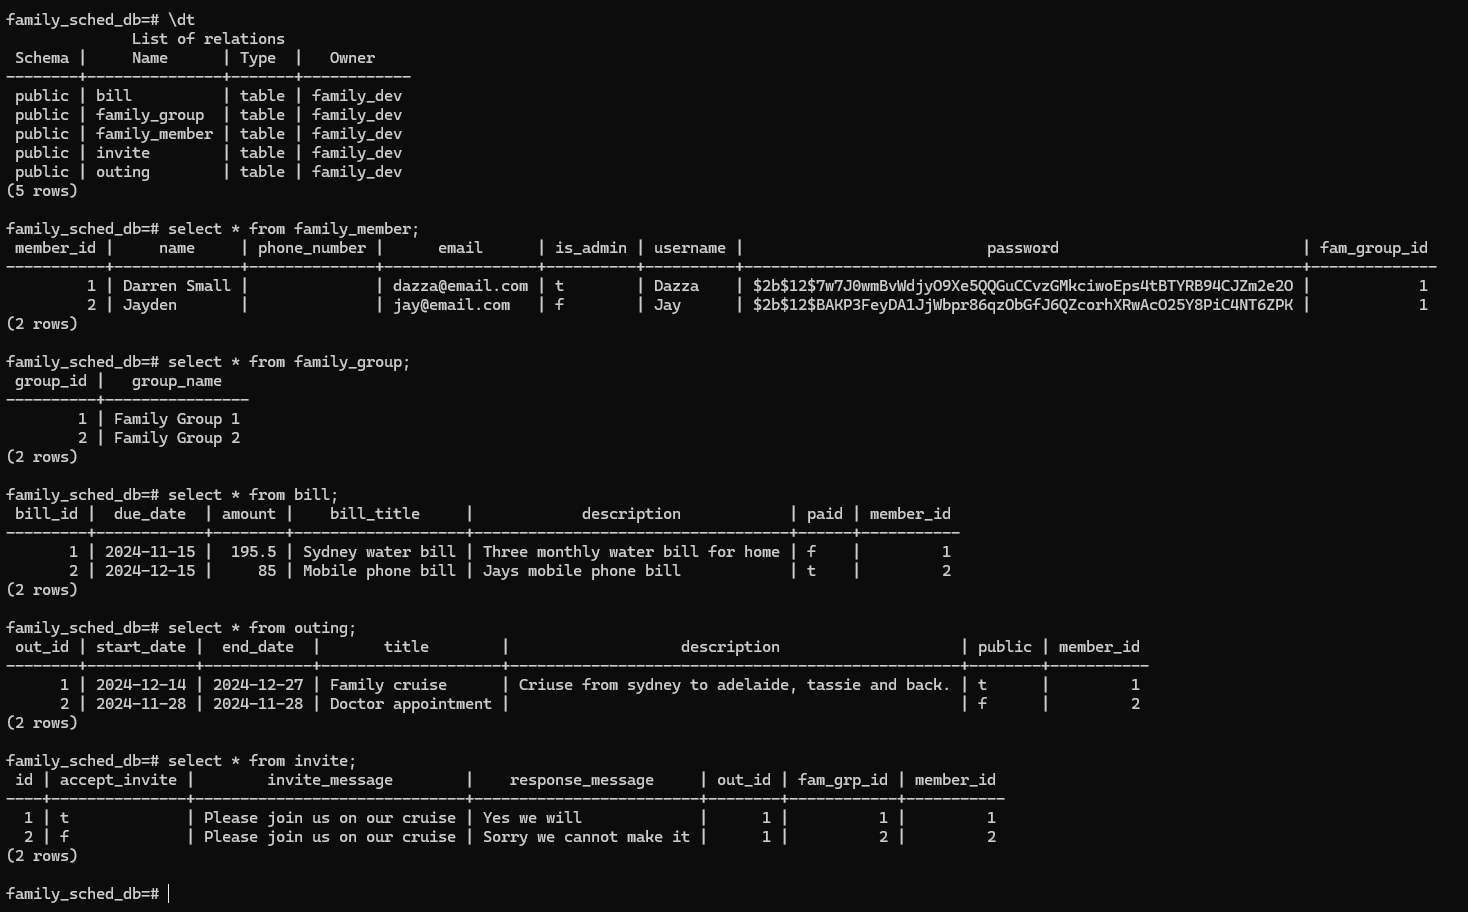 family_sched_db=# \dt
              List of relations
 Schema |     Name      | Type  |   Owner
--------+---------------+-------+------------
 public | bill          | table | family_dev
 public | family_group  | table | family_dev
 public | family_member | table | family_dev
 public | invite        | table | family_dev
 public | outing        | table | family_dev
(5 rows)

family_sched_db=# select * from family_member;
 member_id |     name     | phone_number |      email      | is_admin | username |                           password                           | fam_group_id
-----------+--------------+--------------+-----------------+----------+----------+--------------------------------------------------------------+--------------
         1 | Darren Small |              | dazza@email.com | t        | Dazza    | $2b$12$7w7J0wmBvWdjyO9Xe5QQGuCCvzGMkciwoEps4tBTYRB94CJZm2e2O |            1
         2 | Jayden       |              | jay@email.com   | f        | Jay      | $2b$12$BAKP3FeyDA1JjWbpr86qzObGfJ6QZcorhXRwAcO25Y8PiC4NT6ZPK |            1
(2 rows)

family_sched_db=# select * from family_group;
 group_id |   group_name
----------+----------------
        1 | Family Group 1
        2 | Family Group 2
(2 rows)

family_sched_db=# select * from bill;
 bill_id |  due_date  | amount |    bill_title     |            description            | paid | member_id
---------+------------+--------+-------------------+-----------------------------------+------+-----------
       1 | 2024-11-15 |  195.5 | Sydney water bill | Three monthly water bill for home | f    |         1
       2 | 2024-12-15 |     85 | Mobile phone bill | Jays mobile phone bill            | t    |         2
(2 rows)

family_sched_db=# select * from outing;
 out_id | start_date |  end_date  |       title        |                   description                    | public | member_id
--------+------------+------------+--------------------+--------------------------------------------------+--------+-----------
      1 | 2024-12-14 | 2024-12-27 | Family cruise      | Criuse from sydney to adelaide, tassie and back. | t      |         1
      2 | 2024-11-28 | 2024-11-28 | Doctor appointment |                                                  | f      |         2
(2 rows)

family_sched_db=# select * from invite;
 id | accept_invite |       invite_message        |    response_message     | out_id | fam_grp_id | member_id
----+---------------+-----------------------------+-------------------------+--------+------------+-----------
  1 | t             | Please join us on our cruise | Yes we will             |      1 |          1 |         1
  2 | f             | Please join us on our cruise | Sorry we cannot make it |      1 |          2 |         2
(2 rows)

family_sched_db=#